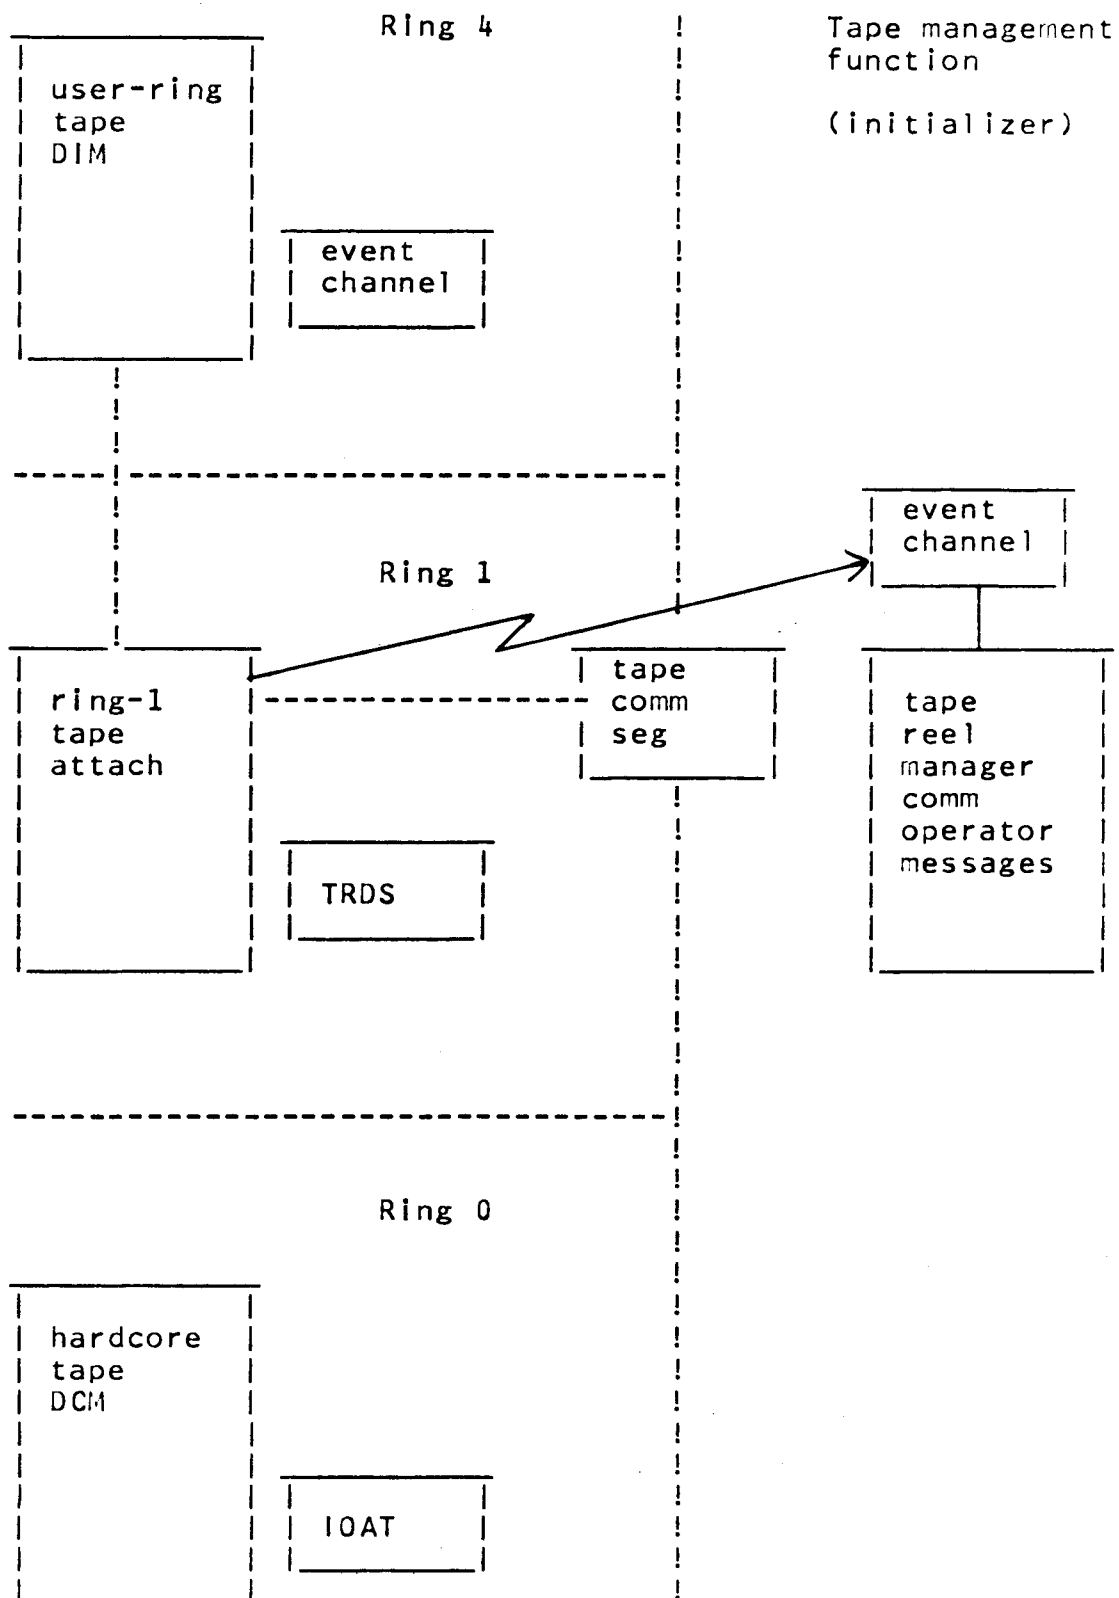 Ring 4
Tape management
function
(initializer)
user-ring
tape
DIM
event
channel
event
channel
Ring 1
ring-1
tape
attach
tape
comm
seg
tape
reel
manager
comm
operator
messages
TRDS
Ring 0
hardcore
tape
DCM
IOAT